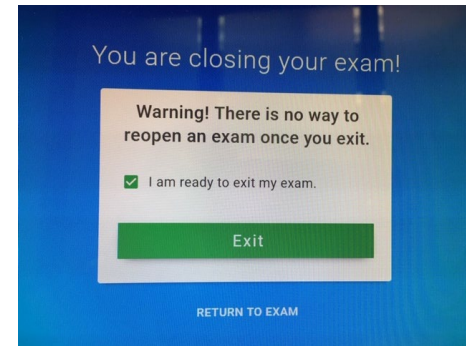 You are closing your exam!
Warning! There is no way to
reopen an exam once you exit.
I am ready to exit my exam.
Exit
RETURN TO EXAM